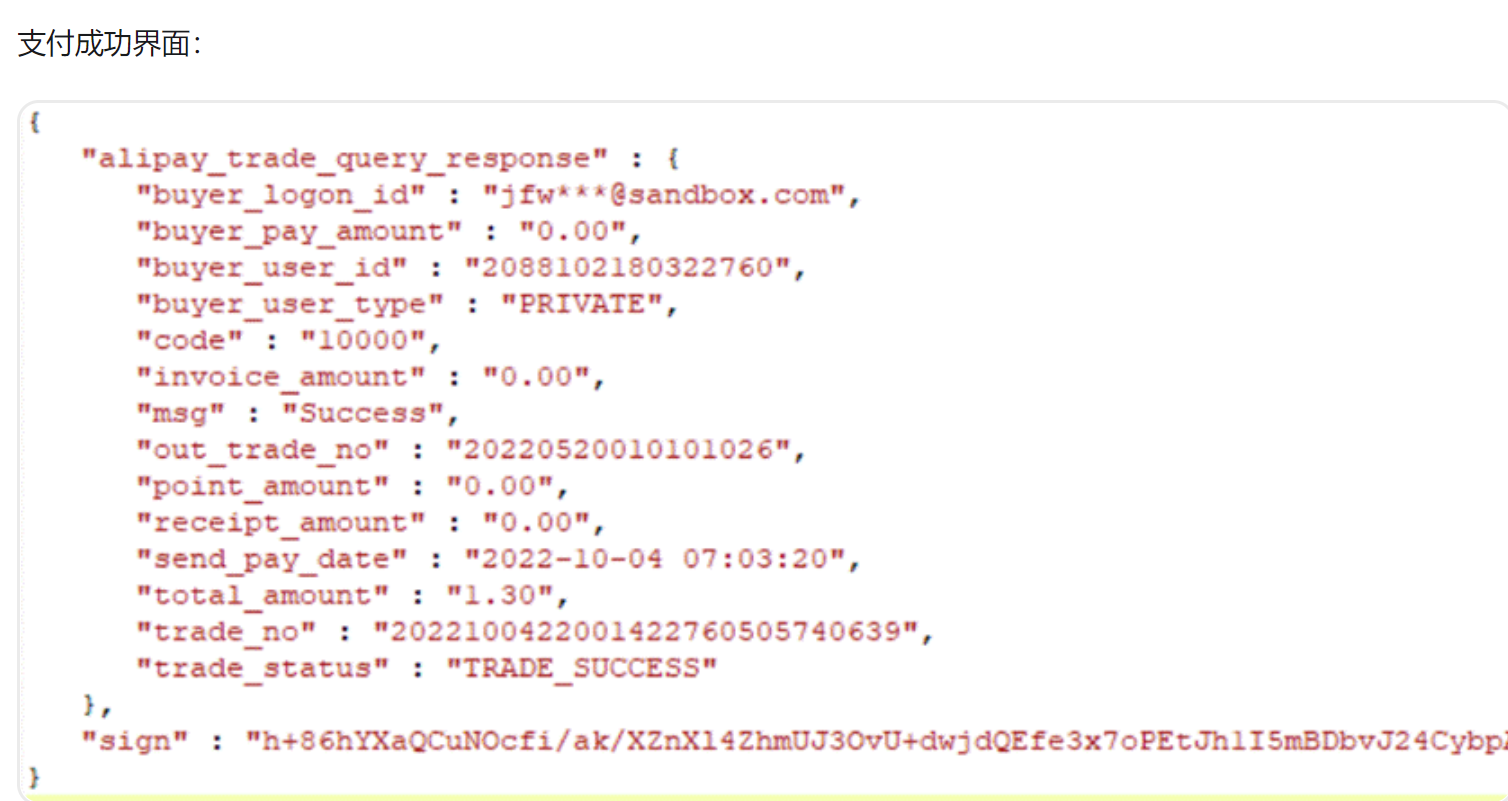 支付成功界面：
{
"alipay_trade_query_response" : {
"buyer_logon_id" : "jfw***@sandbox.com",
"buyer_pay_amount" : "0.00",
"buyer_user_id" : "2088102180322760",
"buyer_user_type" : "PRIVATE",
"code" : "10000",
"invoice_amount" : "0.00",
"msg" : "Success",
"out_trade_no" : "20220520010101026",
"point_amount" : "0.00",
"receipt_amount" : "0.00",
"send_pay_date" : "2022-10-04 07:03:20",
"total_amount" : "1.30",
"trade_no" : "2022100422001422760505740639",
"trade_status" : "TRADE_SUCCESS"
},
"sign" : "h+86hYXaQCuNOcfi/ak/XZnXl4ZhmUJ3OvU+dwjdQEfe3x7oPEtJhlI5mBDbvJ24Cybp
}